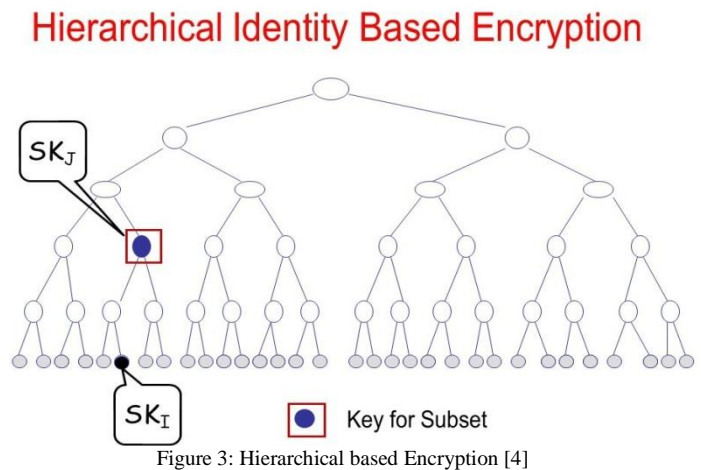 Hierarchical Identity Based Encryption
SKJ
SKI
Key for Subset
Figure 3: Hierarchical based Encryption [4]